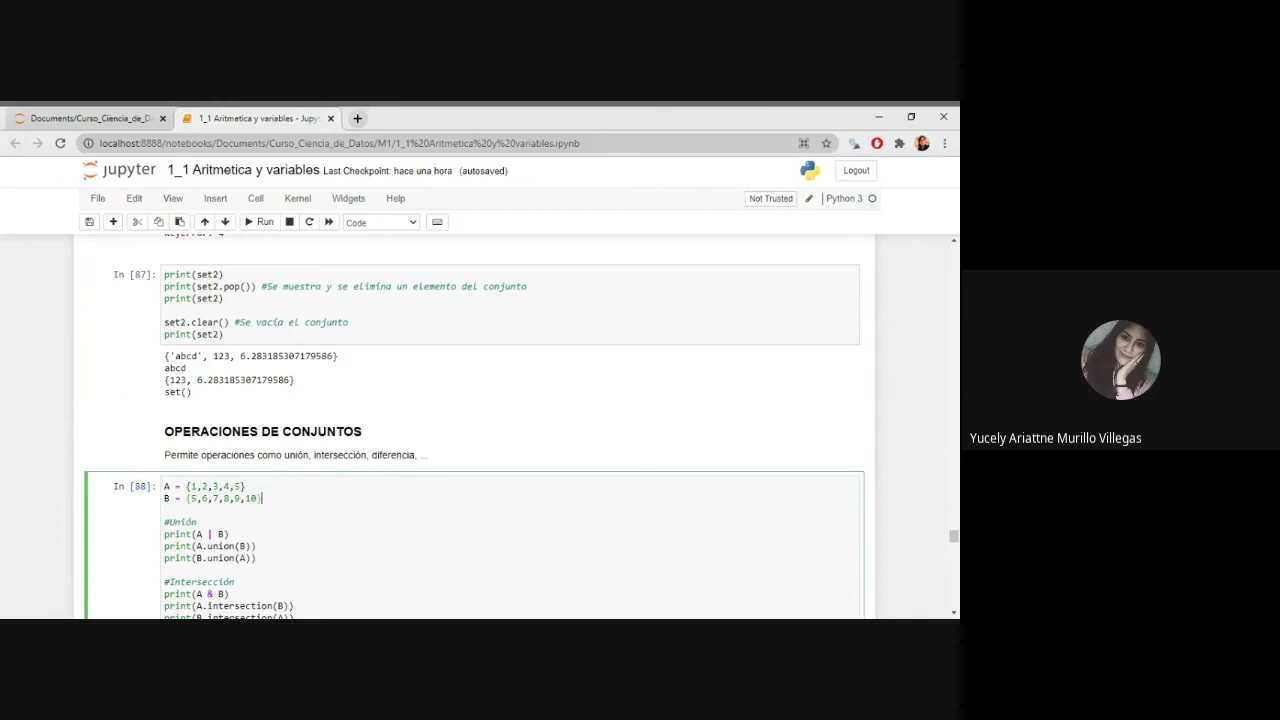 Documents/Curso_Ciencia_de_D
1_1 Aritmetica y variables - Jupyt
localhost:8888/notebooks/Documents/Curso_Ciencia_de_Datos/M1/1_1%20Aritmetica%20y%20variables.ipynb
jupyter 1_1 Aritmetica y variables Last Checkpoint: hace una hora (autosaved)
Logout
File Edit View Insert Cell Kernel Widgets Help
Not Trusted
Python 3
Run
Code
In [87]: print(set2)
print(set2.pop()) #Se muestra y se elimina un elemento del conjunto
print(set2)
set2.clear() #Se vacía el conjunto
print(set2)
{'abcd', 123, 6.283185307179586}
abcd
{123, 6.283185307179586}
set()
OPERACIONES DE CONJUNTOS
Permite operaciones como unión, intersección, diferencia, ...
In [88]: A = {1,2,3,4,5}
B = {5,6,7,8,9,10}
#Unión
print(A | B)
print(A.union(B))
print(B.union(A))
#Intersección
print(A & B)
print(A.intersection(B))
print(B.intersection(A))
Yucely Ariattne Murillo Villegas